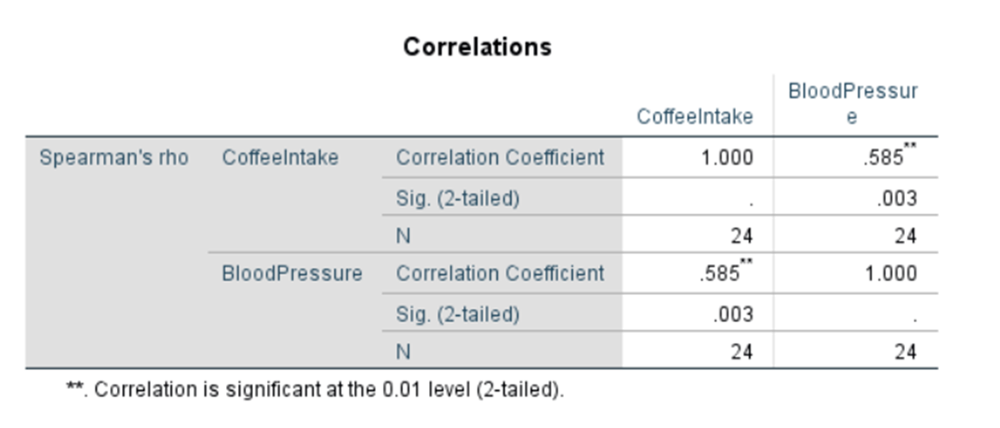 Correlations
CoffeeIntake BloodPressur
e
Spearman's rho CoffeeIntake Correlation Coefficient 1.000 .585**
Sig. (2-tailed) . .003
N 24 24
BloodPressure Correlation Coefficient .585** 1.000
Sig. (2-tailed) .003 .
N 24 24
**. Correlation is significant at the 0.01 level (2-tailed).